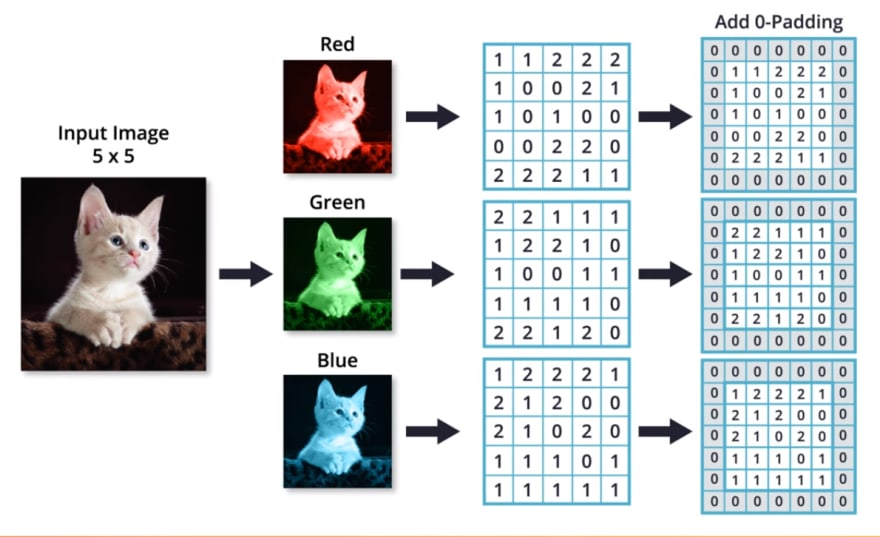 Add 0-Padding
Red
Input Image
5 x 5
1 1 2 2 2
1 0 0 2 1
1 0 1 0 0
0 0 2 2 0
2 2 2 1 1
0 0 0 0 0 0 0
0 1 1 2 2 2 0
0 1 0 0 2 1 0
0 1 0 1 0 0 0
0 0 0 2 2 0 0
0 2 2 2 1 1 0
0 0 0 0 0 0 0
Green
2 2 1 1 1
1 2 2 1 0
1 0 0 1 1
1 1 1 1 0
2 2 1 2 0
0 0 0 0 0 0 0
0 2 2 1 1 1 0
0 1 2 2 1 0 0
0 1 0 0 1 1 0
0 1 1 1 1 0 0
0 2 2 1 2 0 0
0 0 0 0 0 0 0
Blue
1 2 2 2 1
2 1 2 0 0
2 1 0 2 0
1 1 1 0 1
1 1 1 1 1
0 0 0 0 0 0 0
0 1 2 2 2 1 0
0 2 1 2 0 0 0
0 2 1 0 2 0 0
0 1 1 1 0 1 0
0 1 1 1 1 1 0
0 0 0 0 0 0 0